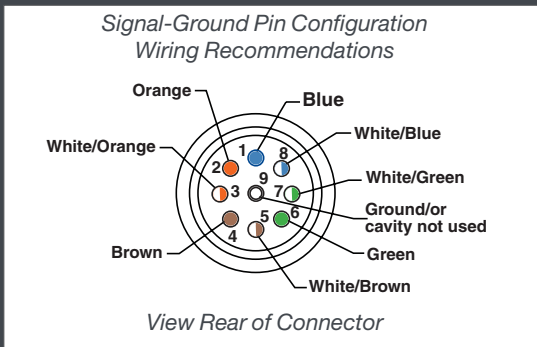 Signal-Ground Pin Configuration
Wiring Recommendations
Orange
Blue
White/Orange
White/Blue
1
8
2
9
White/Green
3
7
Ground/or
cavity not used
4
5
6
Brown
Green
White/Brown
View Rear of Connector